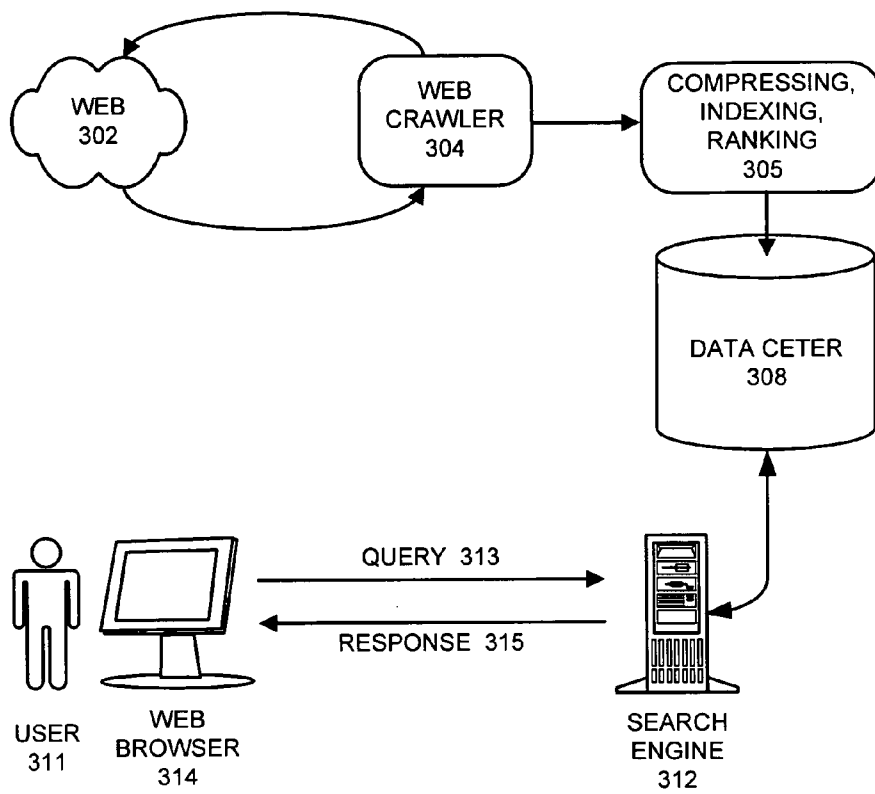 WEB
302
WEB
CRAWLER
304
COMPRESSING,
INDEXING,
RANKING
305
DATA CETER
308
QUERY 313
RESPONSE 315
USER
311
WEB
BROWSER
314
SEARCH
ENGINE
312